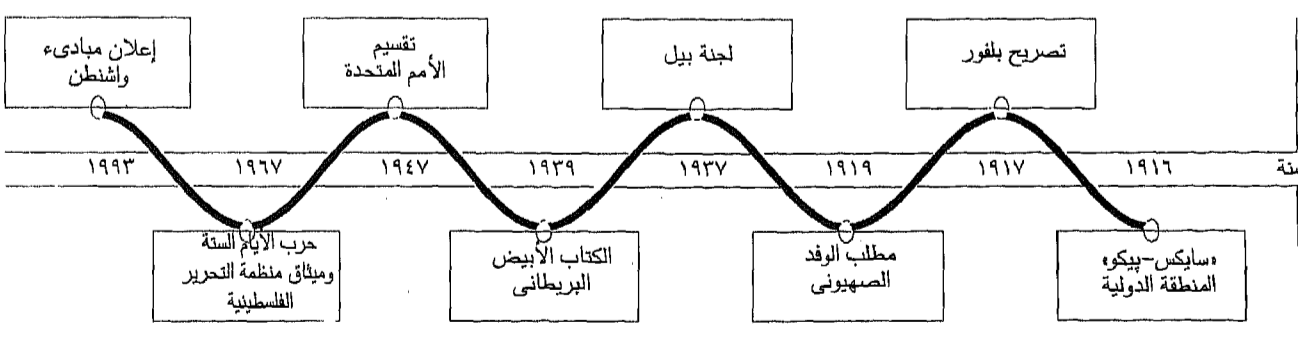 تصريح بلفور
لجنة بيل
تقسيم
الأمم المتحدة
إعلان مبادىء
واشنطن
سنة ١٩١٦ ١٩١٧ ١٩١٩ ١٩٣٧ ١٩٣٩ ١٩٤٧ ١٩٦٧ ١٩٩٣
«سايكس-پيكو»
المنطقة الدولية
مطلب الوفد
الصهيونى
الكتاب الأبيض
البريطانى
حرب الأيام الستة
وميثاق منظمة التحرير
الفلسطينية